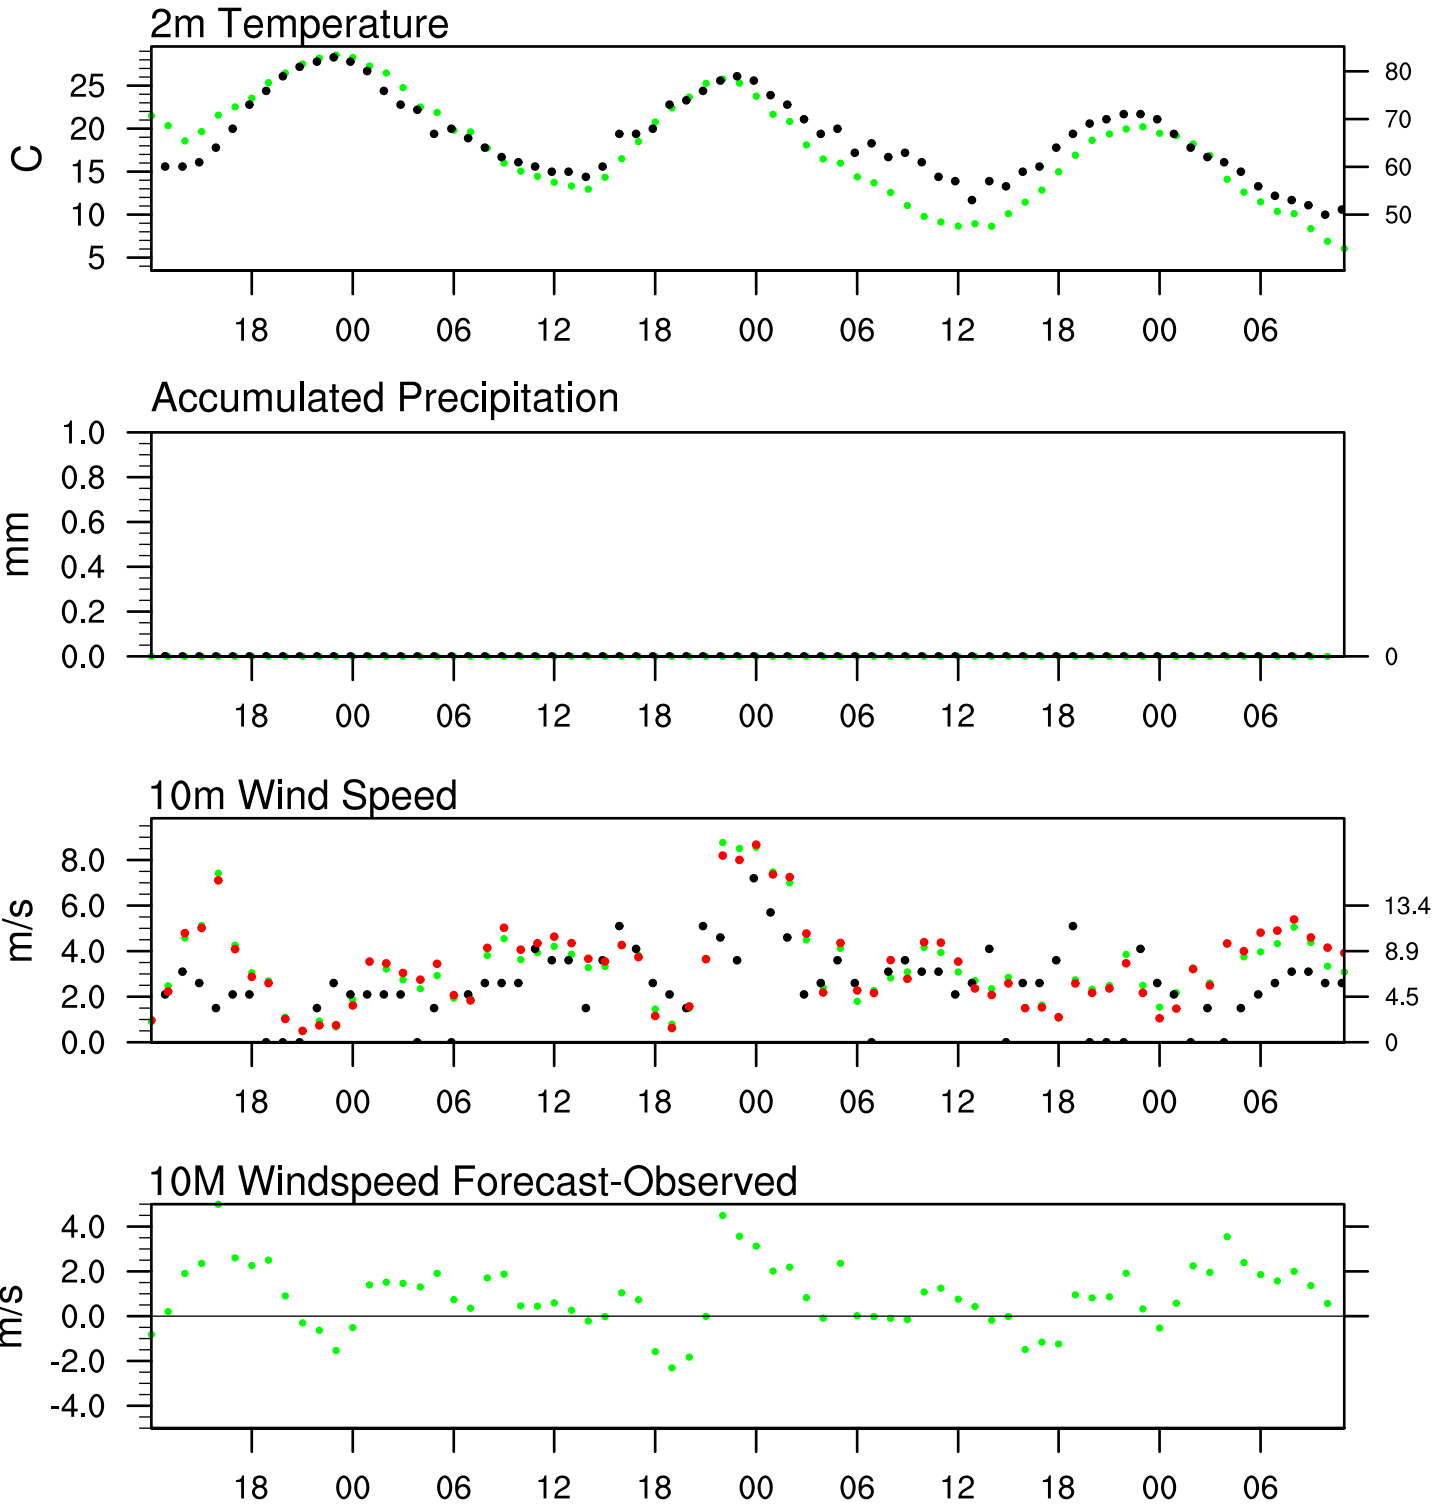 2m Temperature
25
20
15
10
5
C
80
70
60
50
18 00 06 12 18 00 06 12 18 00 06
Accumulated Precipitation
1.0
0.8
0.6
0.4
0.2
0.0
mm
0
18 00 06 12 18 00 06 12 18 00 06
10m Wind Speed
8.0
6.0
4.0
2.0
0.0
m/s
13.4
8.9
4.5
0
18 00 06 12 18 00 06 12 18 00 06
10M Windspeed Forecast-Observed
4.0
2.0
0.0
-2.0
-4.0
m/s
18 00 06 12 18 00 06 12 18 00 06